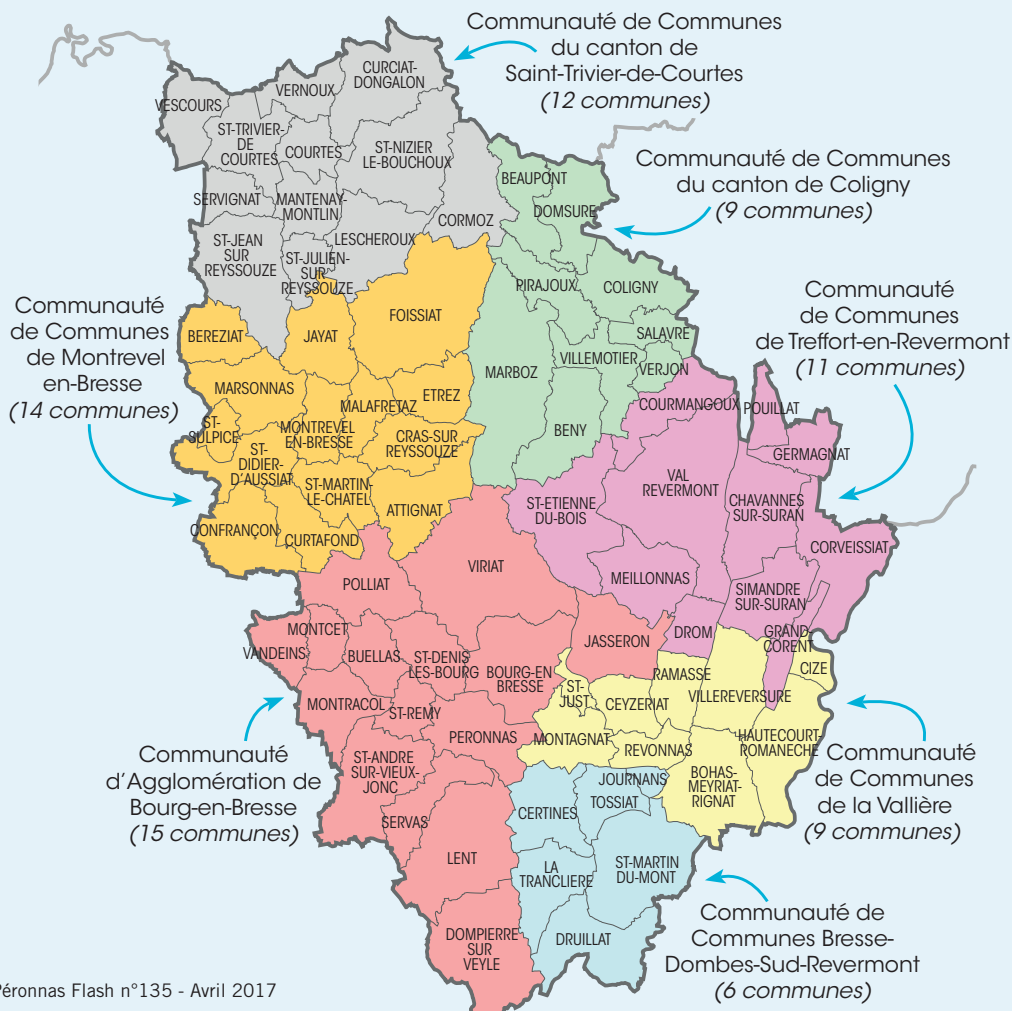 Communauté de Communes
du canton de
Saint-Trivier-de-Courtes
(12 communes)
Communauté de Communes
du canton de Coligny
(9 communes)
Communauté
de Communes
de Treffort-en-Revermont
(11 communes)
Communauté
de Communes
de Montrevel
en-Bresse
(14 communes)
Communauté
d'Agglomération de
Bourg-en-Bresse
(15 communes)
Communauté
de Communes
de la Vallière
(9 communes)
Communauté de
Communes Bresse-
Dombes-Sud-Revermont
(6 communes)
CURCIAT-
DONGALON
VERNOUX
VESCOURS
ST-TRIVIER-
DE
COURTES
COURTES
ST-NIZIER
LE-BOUCHOUX
SERVIGNAT
MANTENAY-
MONTLIN
CORMOZ
LESCHEROUX
ST-JEAN
SUR
REYSSOUZE
ST-JULIEN-
SUR
REYSSOUZE
BEAUPONT
DOMSURE
PIRAJOUX
COLIGNY
SALAVRE
VILLEMOTIER
VERJON
MARBOZ
BENY
FOISSIAT
JAYAT
BEREZIAT
MARSONNAS
ETREZ
MALAFRETAZ
ST-
SULPICE
MONTREVEL
EN-BRESSE
CRAS-SUR
REYSSOUZE
ST-
DIDIER-
D'AUSSIAT
ST-MARTIN-
LE-CHATEL
ATTIGNAT
CONFRANÇON
CURTAFOND
COURMANGOUX
POUILLAT
GERMAGNAT
VAL
REVERMONT
CHAVANNES
SUR-SURAN
ST-ETIENNE
DU-BOIS
CORVEISSIAT
MEILLONNAS
SIMANDRE
SUR-SURAN
DROM
GRAND-
CORENT
VIRIAT
POLLIAT
MONTCET
VANDEINS
BUELLAS
ST-DENIS
LES-BOURG
BOURG-EN
BRESSE
JASSERON
MONTRACOL
ST-REMY
PERONNAS
ST-ANDRE
SUR-VIEUX-
JONC
SERVAS
LENT
DOMPIERRE
SUR
VEYLE
RAMASSE
CIZE
ST-
JUST
CEYZERIAT
VILLEREVERSURE
MONTAGNAT
REVONNAS
HAUTECOURT-
ROMANECHE
BOHAS-
MEYRIAT-
RIGNAT
JOURNANS
TOSSIAT
CERTINES
LA
TRANCLIERE
ST-MARTIN
DU-MONT
DRUILLAT
Péronnas Flash n°135 - Avril 2017